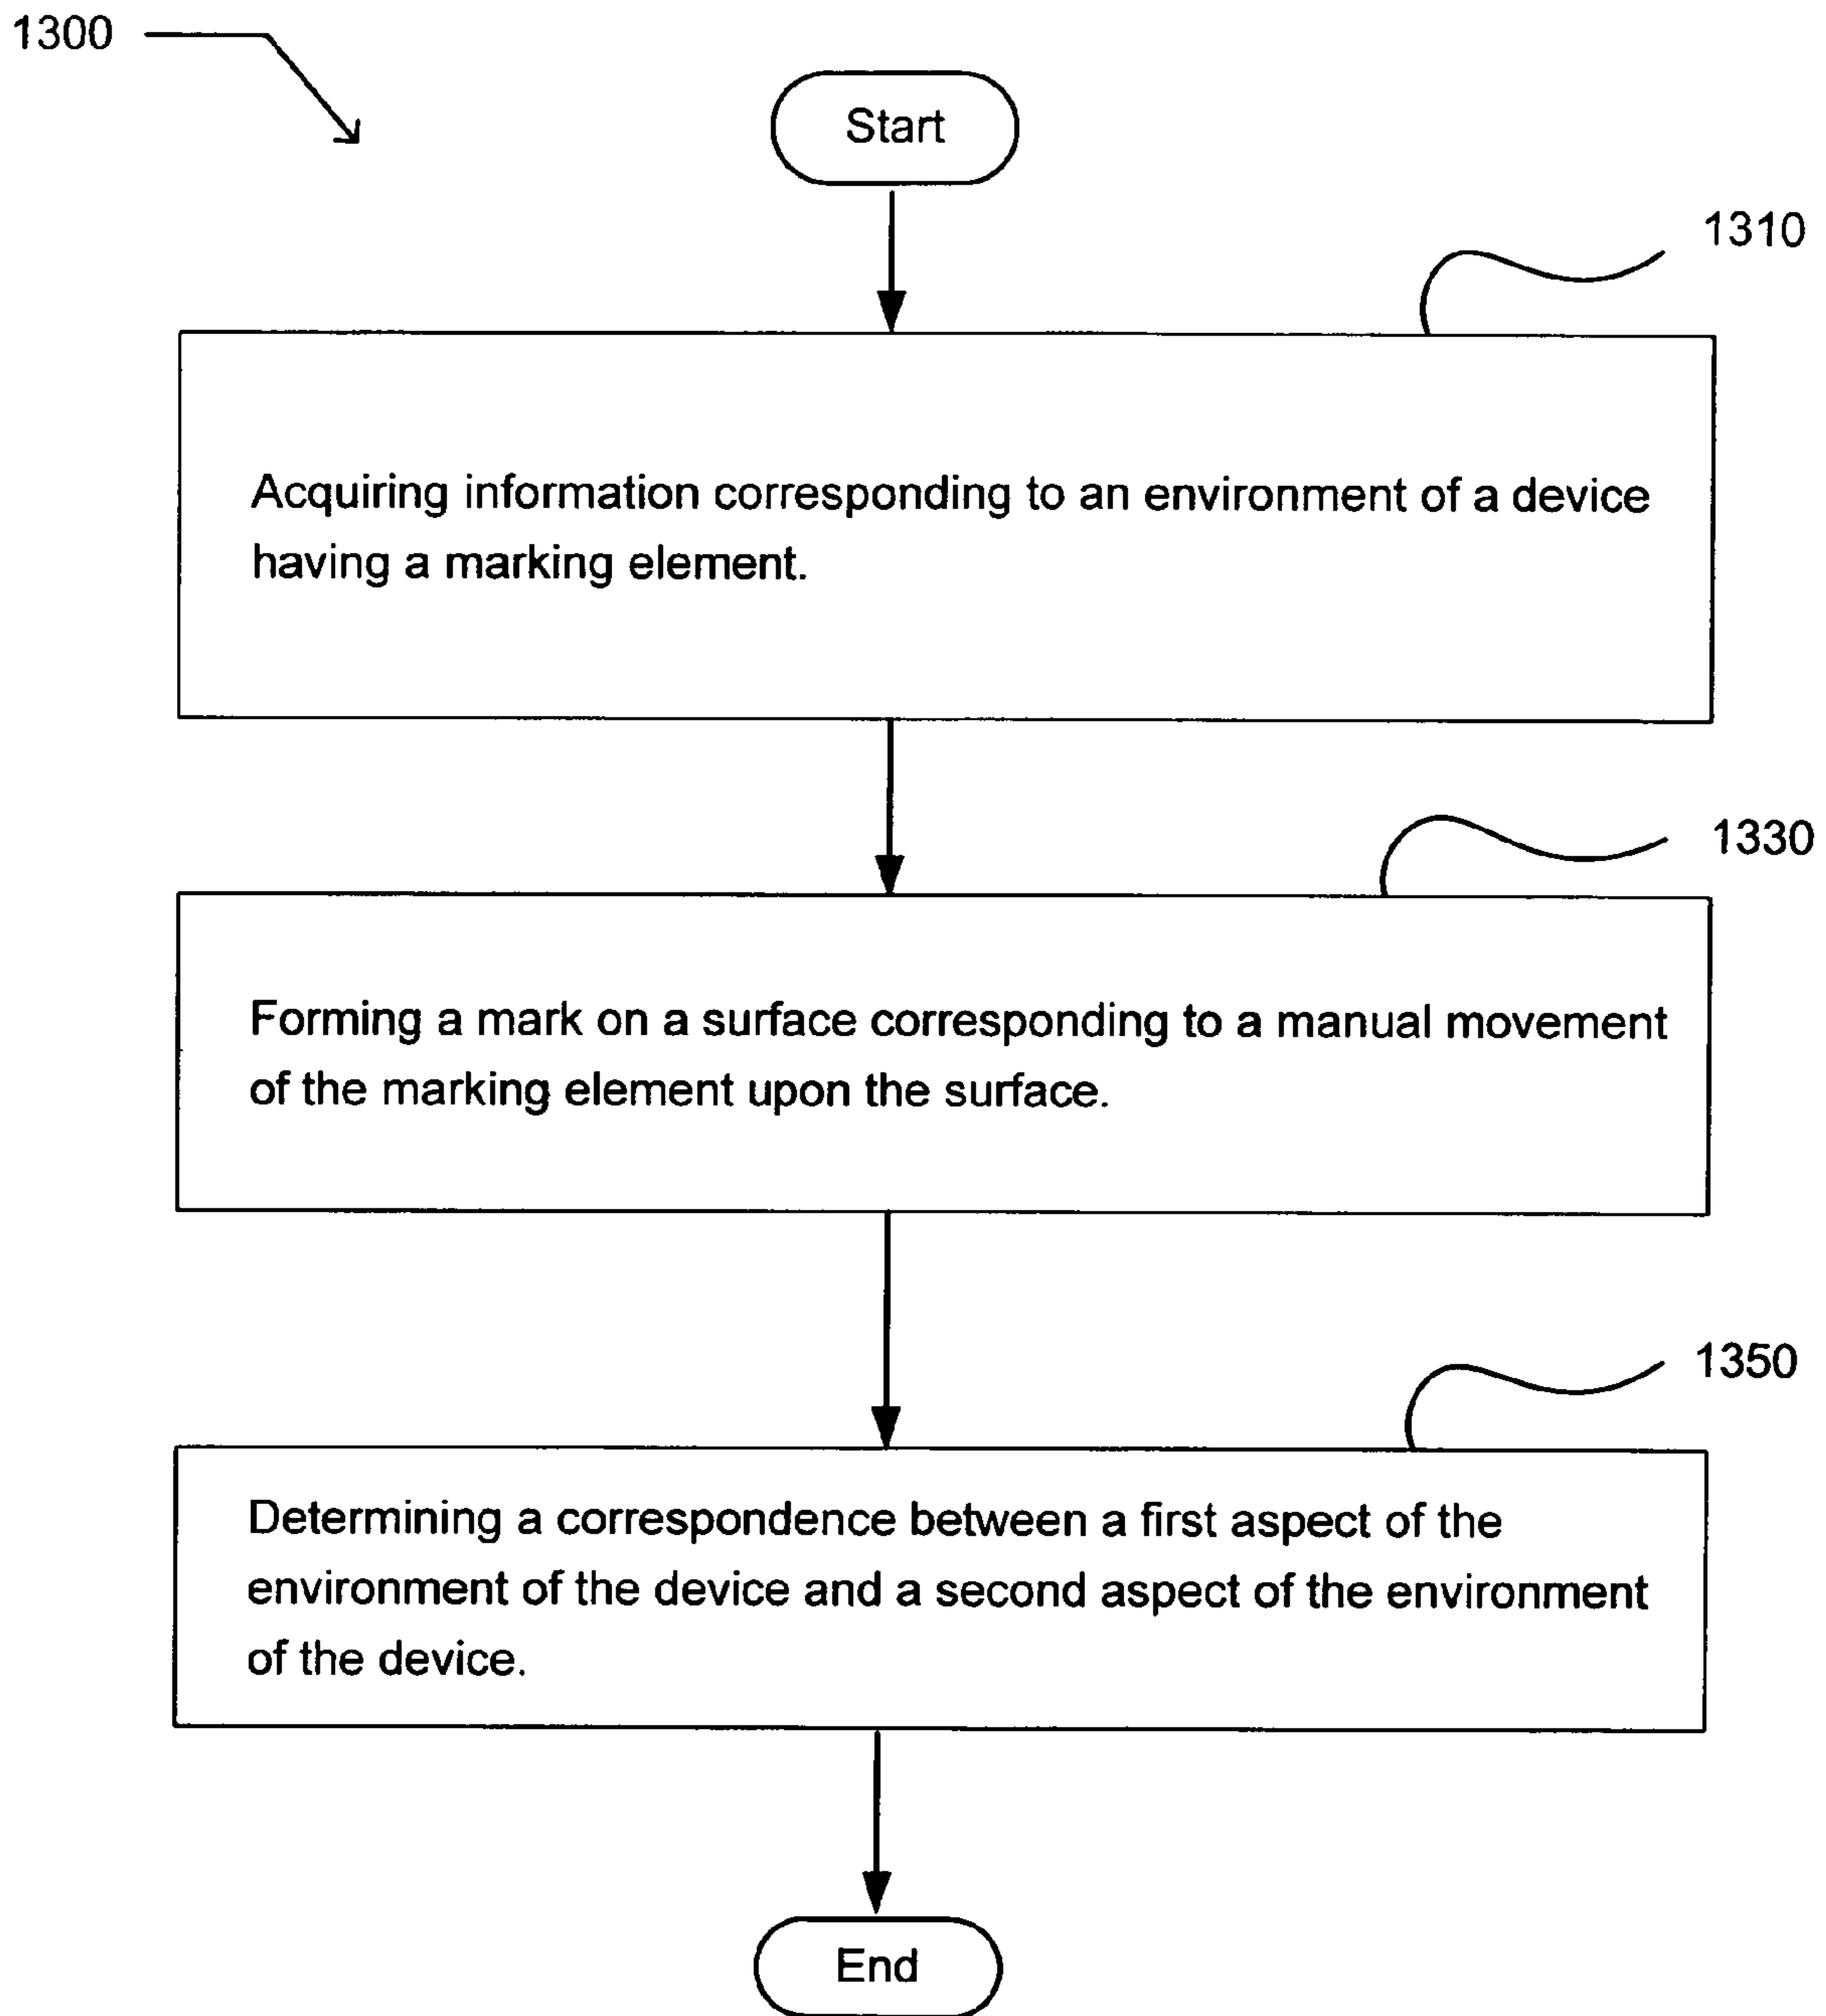 1300
Start
1310
Acquiring information corresponding to an environment of a device
having a marking element.
1330
Forming a mark on a surface corresponding to a manual movement
of the marking element upon the surface.
1350
Determining a correspondence between a first aspect of the
environment of the device and a second aspect of the environment
of the device.
End